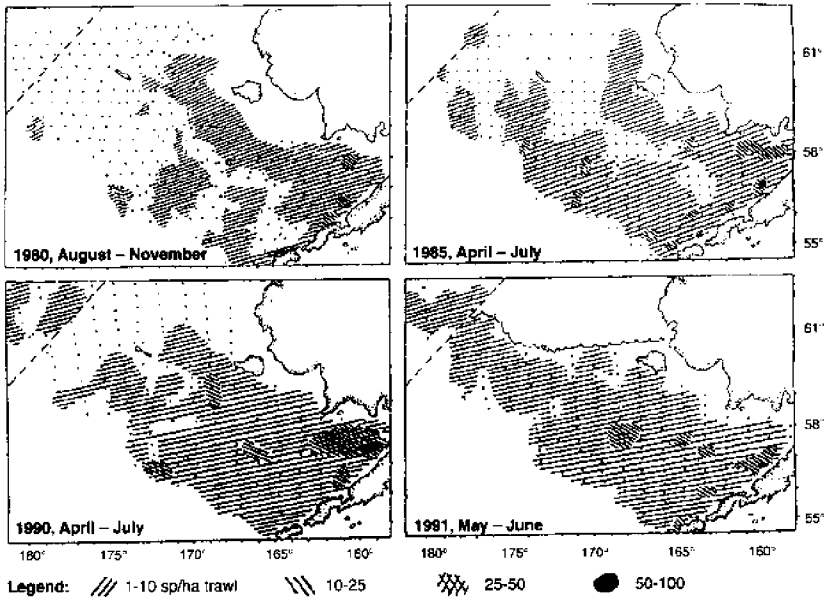 61°
1980, August – November
1985, April – July
58°
55°
61°
1990, April – July
1991, May – June
58°
55°
180° 175° 170° 165° 160°
180° 175° 170° 165° 160°
Legend: 1-10 sp/ha trawl 10-25 25-50 50-100